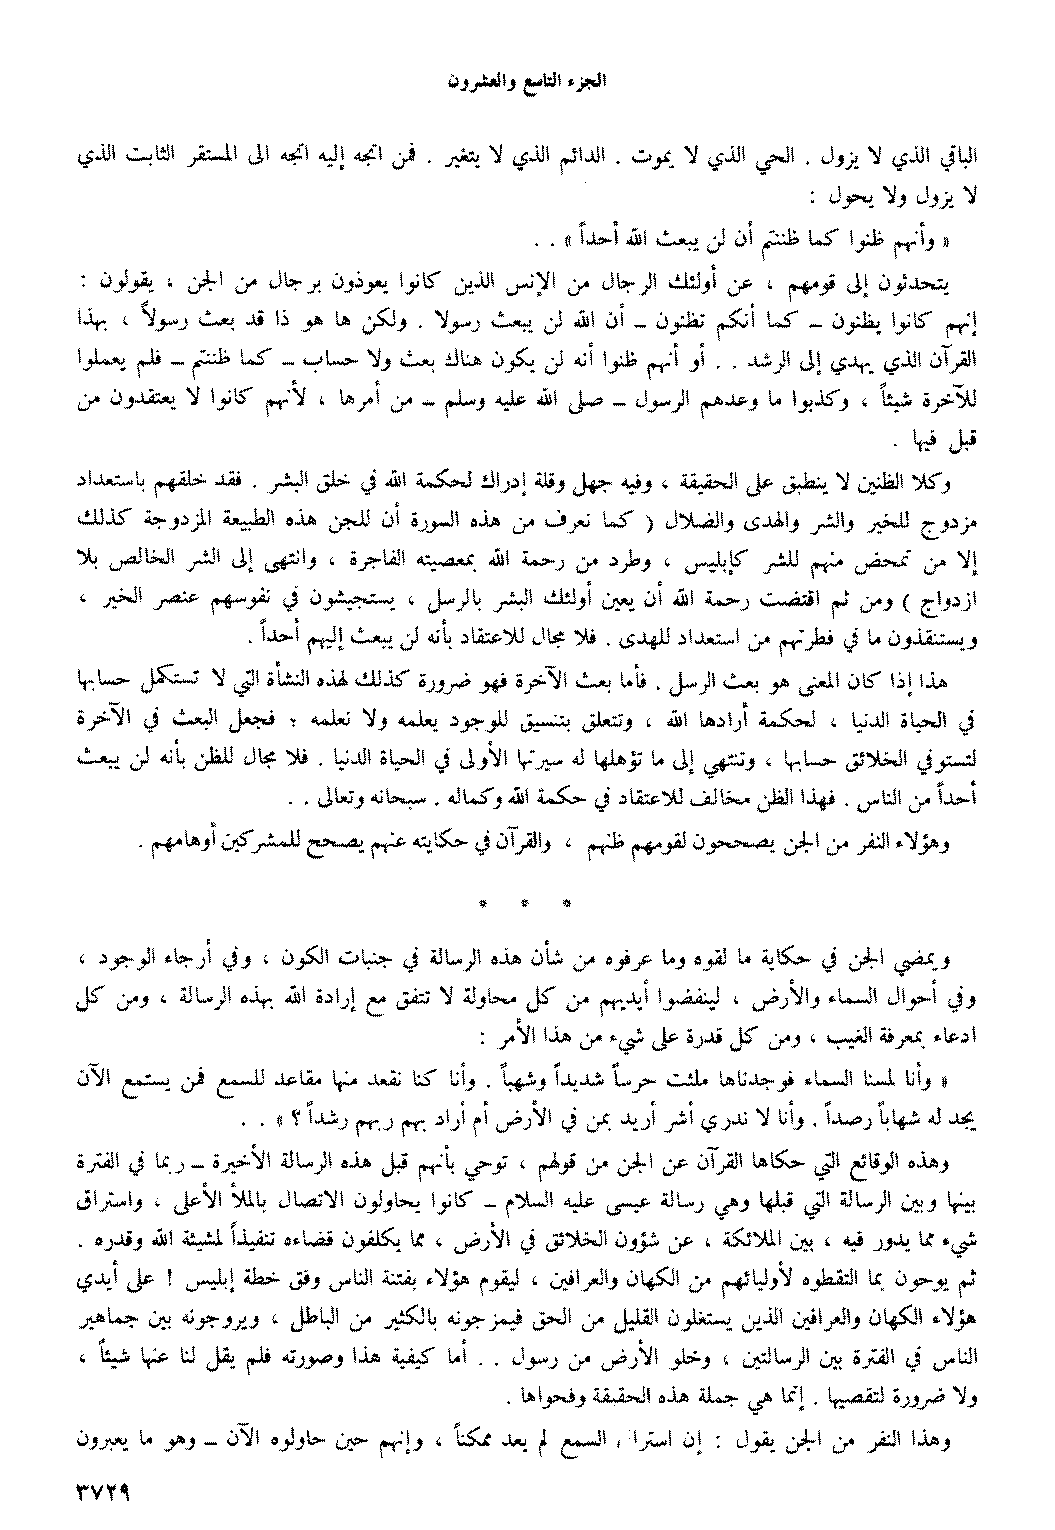 الجزء التاسع والعشرون
الباقي الذي لا يزول . الحي الذي لا يموت . الدائم الذي لا يتغير . فمن اتجه إليه اتجه الى المستقر الثابت الذي
لا يزول ولا يحول :
« وأنهم ظنوا كما ظننتم أن لن يبعث الله أحداً » . .
يتحدثون إلى قومهم ، عن أولئك الرجال من الإنس الذين كانوا يعوذون برجال من الجن ، يقولون :
إنهم كانوا يظنون – كما أنكم تظنون – أن الله لن يبعث رسولا . ولكن ها هو ذا قد بعث رسولاً ، بهذا
القرآن الذي يهدي إلى الرشد . . أو أنهم ظنوا أنه لن يكون هناك بعث ولا حساب – كما ظننتم – فلم يعملوا
للآخرة شيئاً ، وكذبوا ما وعدهم الرسول – صلى الله عليه وسلم – من أمرها ، لأنهم كانوا لا يعتقدون من
قبل فيها .
وكلا الظنين لا ينطبق على الحقيقة ، وفيه جهل وقلة إدراك لحكمة الله في خلق البشر . فقد خلقهم باستعداد
مزدوج للخير والشر والهدى والضلال ( كما نعرف من هذه السورة أن للجن هذه الطبيعة المزدوجة كذلك
إلا من تمحض منهم للشر كإبليس ، وطرد من رحمة الله بمعصيته الفاجرة ، وانتهى إلى الشر الخالص بلا
ازدواج ) ومن ثم اقتضت رحمة الله أن يعين أولئك البشر بالرسل ، يستجيشون في نفوسهم عنصر الخير ،
ويستنقذون ما في فطرتهم من استعداد للهدى . فلا مجال للاعتقاد بأنه لن يبعث إليهم أحداً .
هذا إذا كان المعنى هو بعث الرسل . فأما بعث الآخرة فهو ضرورة كذلك لهذه النشأة التي لا تستكمل حسابها
في الحياة الدنيا ، لحكمة أرادها الله ، وتتعلق بتنسيق للوجود يعلمه ولا نعلمه ؛ فجعل البعث في الآخرة
لتستوفي الخلائق حسابها ، وتنتهي إلى ما تؤهلها له سيرتها الأولى في الحياة الدنيا . فلا مجال للظن بأنه لن يبعث
أحداً من الناس . فهذا الظن مخالف للاعتقاد في حكمة الله وكماله . سبحانه وتعالى . .
وهؤلاء النفر من الجن يصححون لقومهم ظنهم ، والقرآن في حكايته عنهم يصحح للمشركين أوهامهم .
* * *
ويمضي الجن في حكاية ما لقوه وما عرفوه من شأن هذه الرسالة في جنبات الكون ، وفي أرجاء الوجود ،
وفي أحوال السماء والأرض ، لينفضوا أيديهم من كل محاولة لا تتفق مع إرادة الله بهذه الرسالة ، ومن كل
ادعاء بمعرفة الغيب ، ومن كل قدرة على شيء من هذا الأمر :
« وأنا لمسنا السماء فوجدناها ملئت حرساً شديداً وشهباً . وأنا كنا نقعد منها مقاعد للسمع فمن يستمع الآن
يجد له شهاباً رصداً . وأنا لا ندري أشر أريد بمن في الأرض أم أراد بهم ربهم رشداً ؟ » . .
وهذه الوقائع التي حكاها القرآن عن الجن من قولهم ، توحي بأنهم قبل هذه الرسالة الأخيرة – ربما في الفترة
بينها وبين الرسالة التي قبلها وهي رسالة عيسى عليه السلام – كانوا يحاولون الاتصال بالملأ الأعلى ، واستراق
شيء مما يدور فيه ، بين الملائكة ، عن شؤون الخلائق في الأرض ، مما يكلفون قضاءه تنفيذاً لمشيئة الله وقدره .
ثم يوحون بما التقطوه لأوليائهم من الكهان والعرافين ، ليقوم هؤلاء بفتنة الناس وفق خطة إبليس ! على أيدي
هؤلاء الكهان والعرافين الذين يستغلون القليل من الحق فيمزجونه بالكثير من الباطل ، ويروجونه بين جماهير
الناس في الفترة بين الرسالتين ، وخلو الأرض من رسول . . أما كيفية هذا وصورته فلم يقل لنا عنها شيئاً ،
ولا ضرورة لتقصيها . إنما هي جملة هذه الحقيقة وفحواها .
وهذا النفر من الجن يقول : إن السمع لم يعد ممكناً ، وإنهم حين حاولوه الآن – وهو ما يعبرون
٣٧٢٩